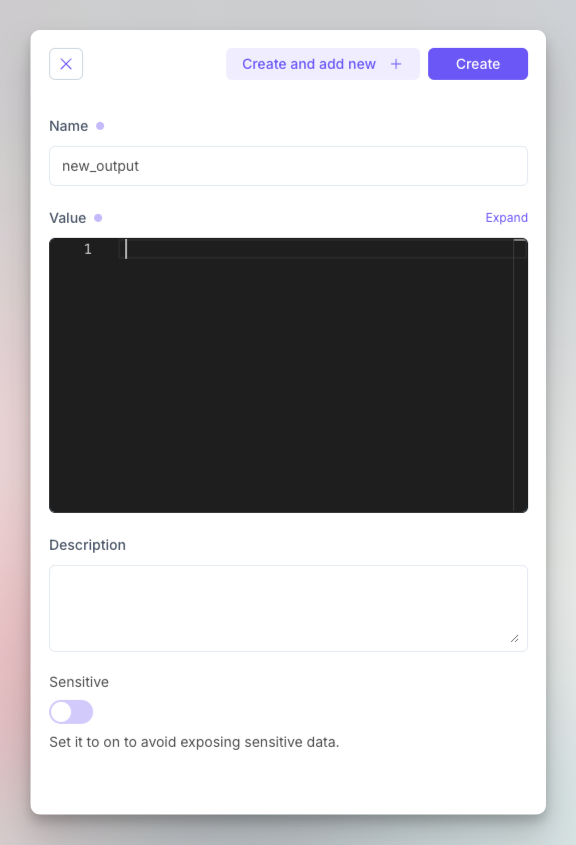 Create and add new +
Create
Name
new_output
Value
Expand
1
Description
Sensitive
Set it to on to avoid exposing sensitive data.